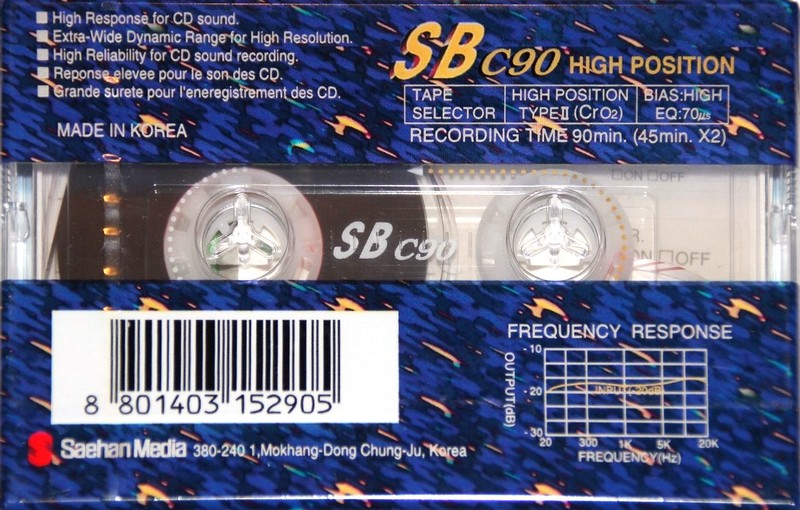 High Response for CD sound.
Extra-Wide Dynamic Range for High Resolution.
High Reliability for CD sound recording.
Reponse elevee pour le son des CD.
Grande surete pour l'eneregistrement des CD.
MADE IN KOREA
SB C90 HIGH POSITION
TAPE SELECTOR | HIGH POSITION TYPEⅡ (CrO2) | BIAS:HIGH EQ:70μs
RECORDING TIME 90min. (45min. X2)
ON OFF
SB C90
R.
ON OFF
8 801403 152905
Saehan Media 380-240 1,Mokhang-Dong Chung-Ju, Korea
FREQUENCY RESPONSE
OUTPUT(dB)
-10
-20
-30
INPUT(-20dB)
20 300 1K 5K 20K
FREQUENCY(Hz)